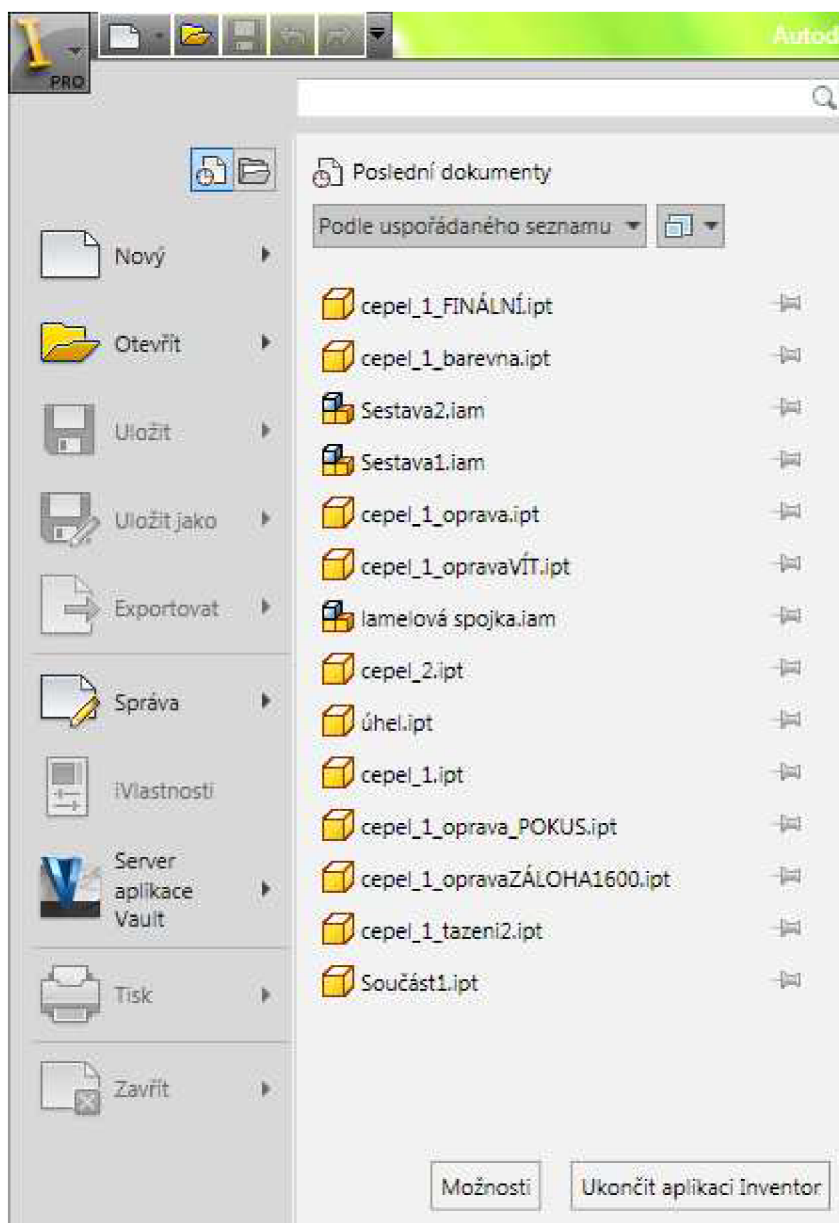 PRO
Autod
Poslední dokumenty
Podle uspořádaného seznamu
Nový
Otevřít
Uložit
Uložit jako
Exportovat
Správa
iVlastnosti
Server
aplikace
Vault
Tisk
Zavřít
cepel_1_FINÁLNÍ.ipt
cepel_1_barevna.ipt
Sestava2.iam
Sestava1.iam
cepel_1_oprava.ipt
cepel_1_opravaVÍT.ipt
lamelová spojka.iam
cepel_2.ipt
úhel.ipt
cepel_1.ipt
cepel_1_oprava_POKUS.ipt
cepel_1_opravaZÁLOHA1600.ipt
cepel_1_tazeni2.ipt
Součást1.ipt
Možnosti
Ukončit aplikaci Inventor